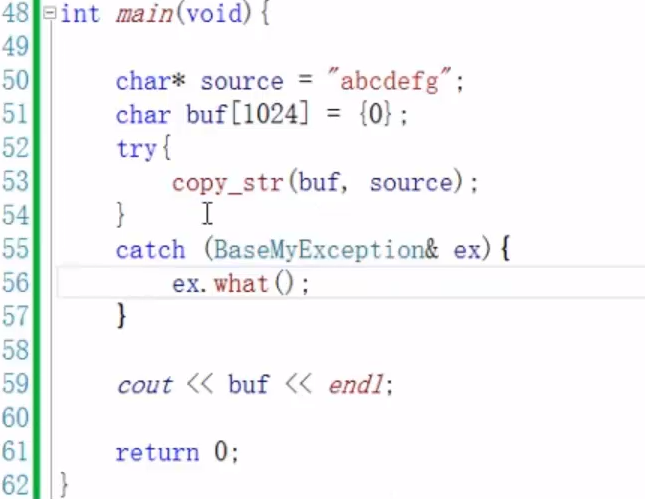 48 int main(void){
49
50 char* source = "abcdefg";
51 char buf[1024] = {0};
52 try{
53 copy_str(buf, source);
54 }
55 catch (BaseMyException& ex){
56 ex.what();
57 }
58
59 cout << buf << endl;
60
61 return 0;
62 }